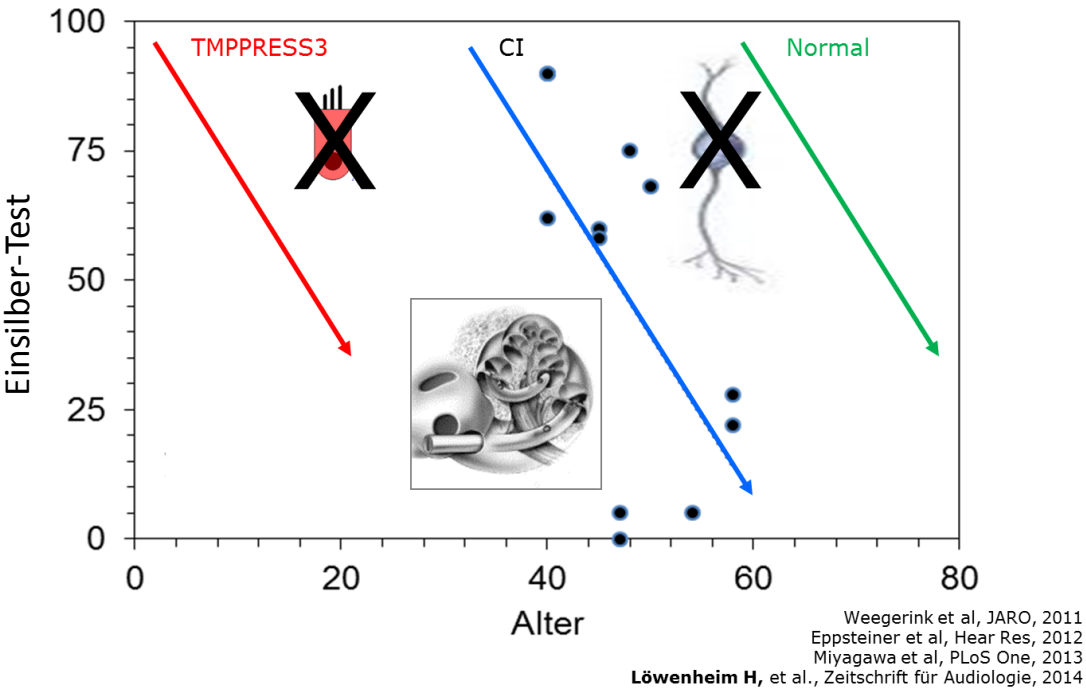 100
TMPPRESS3
CI
Normal
75
50
25
0
Einsilber-Test
0
20
40
60
80
Alter
Weegerink et al, JARO, 2011
Eppsteiner et al, Hear Res, 2012
Miyagawa et al, PLoS One, 2013
Löwenheim H, et al., Zeitschrift für Audiologie, 2014